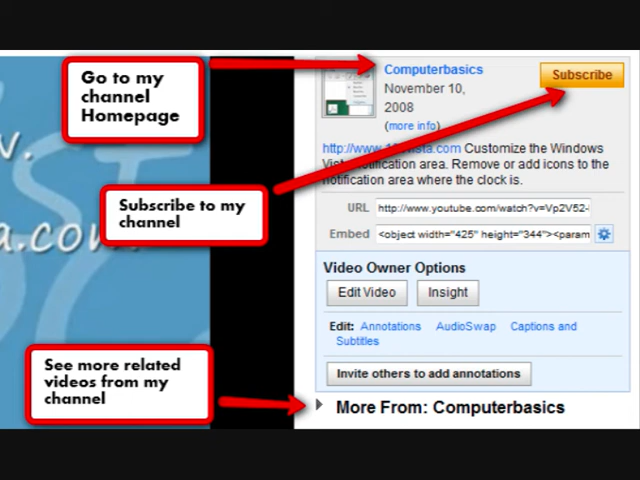 Go to my
channel
Homepage
Computerbasics
November 10,
2008
(more info)
Subscribe
Customize the Windows
notification area. Remove or add icons to the
notification area where the clock is.
Subscribe to my
channel
URL http://www.youtube.com/watch?v=Vp2V52-
Embed <object width="425" height="344"><param
Video Owner Options
Edit Video Insight
Edit: Annotations AudioSwap Captions and
Subtitles
Invite others to add annotations
See more related
videos from my
channel
More From: Computerbasics